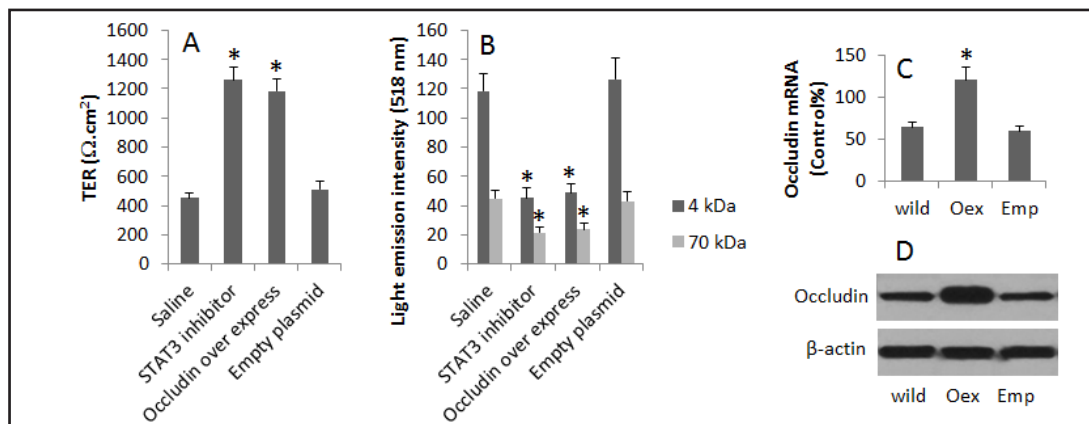 A
TER (Ω.cm²)
1600
1400
1200
1000
800
600
400
200
0
*
*
Saline
STAT3 inhibitor
Occludin over express
Empty plasmid
B
Light emission intensity (518 nm)
160
140
120
100
80
60
40
20
0
*
*
*
*
Saline
STAT3 inhibitor
Occludin over express
Empty plasmid
4 kDa
70 kDa
C
Occludin mRNA
(Control%)
150
100
50
0
*
wild Oex Emp
D
Occludin
β-actin
wild Oex Emp